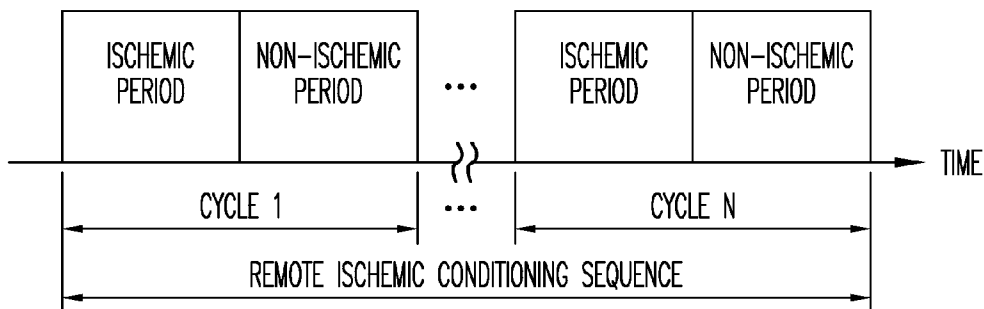 ISCHEMIC PERIOD
NON-ISCHEMIC PERIOD
...
ISCHEMIC PERIOD
NON-ISCHEMIC PERIOD
TIME
CYCLE 1
...
CYCLE N
REMOTE ISCHEMIC CONDITIONING SEQUENCE